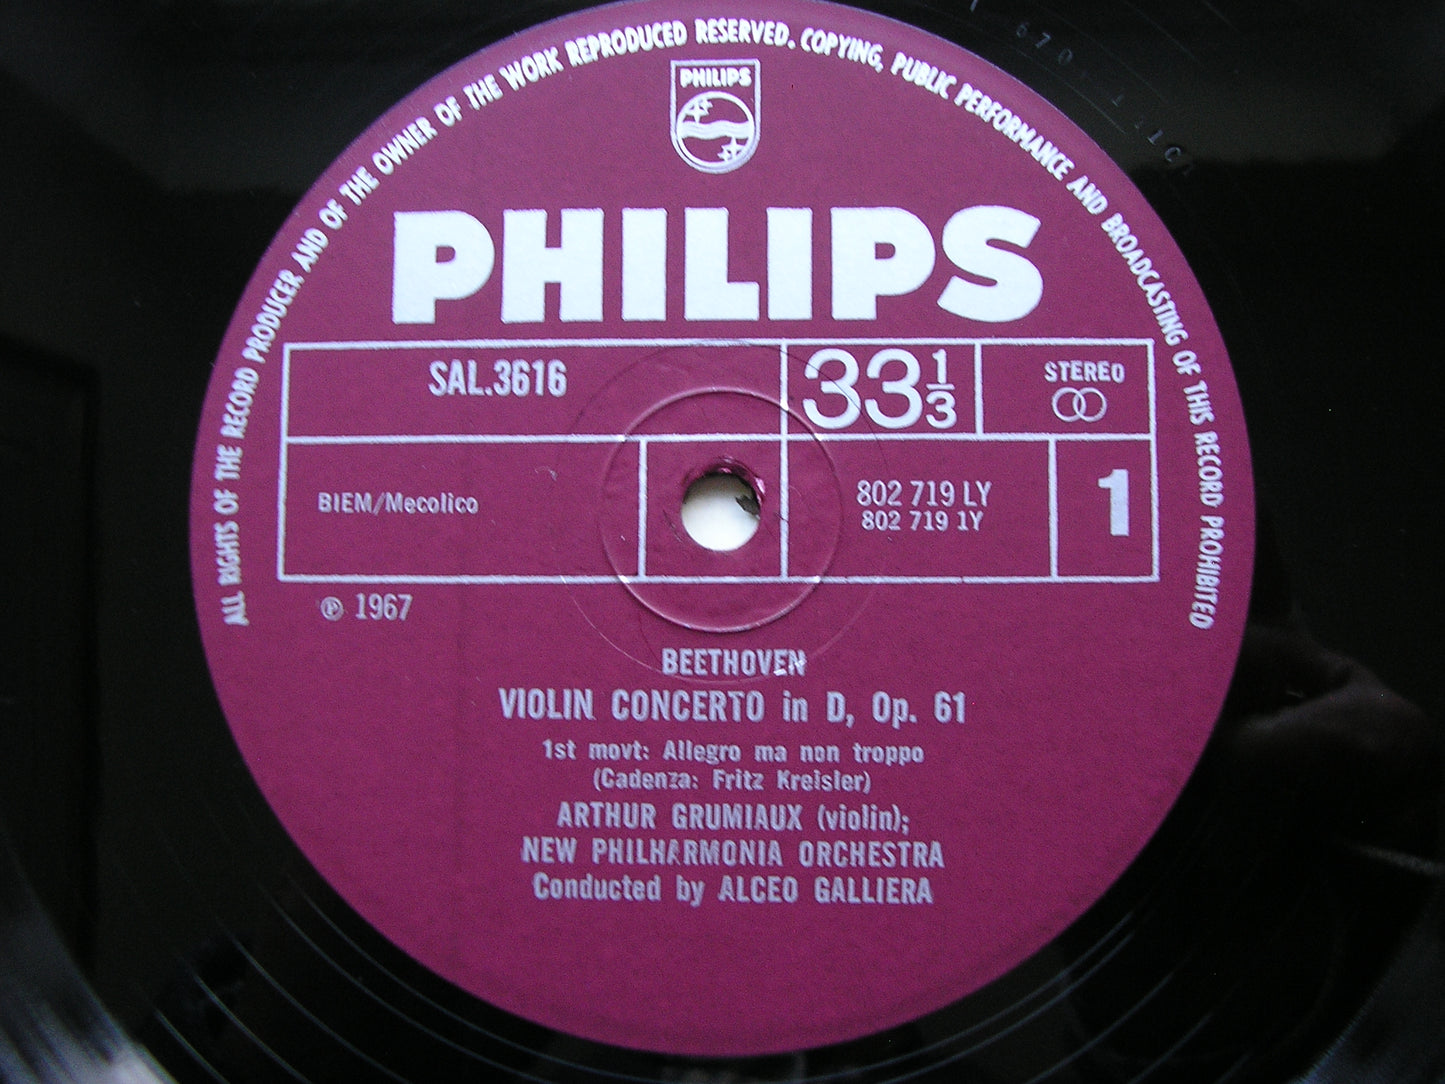 ALL RIGHTS OF THE RECORD PRODUCER AND OF THE OWNER OF THE WORK REPRODUCED RESERVED. COPYING, PUBLIC PERFORMANCE AND BROADCASTING OF THIS RECORD PROHIBITED
PHILIPS
PHILIPS
SAL.3616
33 1/3
STEREO
BIEM/Mecolico
802 719 LY
802 719 1Y
1
℗ 1967
BEETHOVEN
VIOLIN CONCERTO in D, Op. 61
1st movt: Allegro ma non troppo
(Cadenza: Fritz Kreisler)
ARTHUR GRUMIAUX (violin);
NEW PHILHARMONIA ORCHESTRA
Conducted by ALCEO GALLIERA